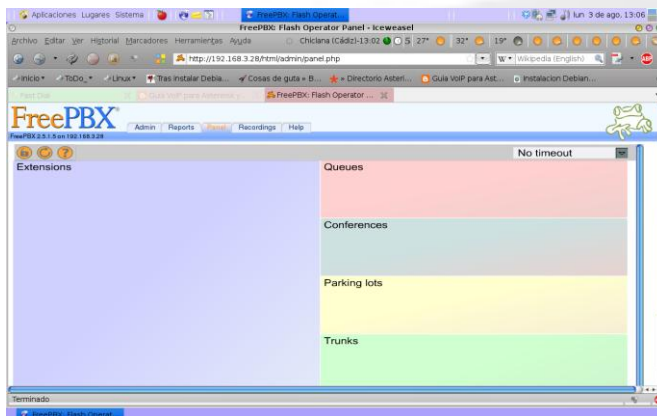 Aplicaciones Lugares Sistema
FreePBX: Flash Operat...
lun 3 de ago, 13:06
FreePBX: Flash Operator Panel - Iceweasel
Archivo Editar Ver Historial Marcadores Herramientas Ayuda
Chiclana (Cádiz)-13:02
27° 32° 19°
http://192.168.3.28/html/admin/panel.php
Wikipedia (English)
Inicio ToDo_* Linux Tras instalar Debia... Cosas de guta » B... » Directorio Asteri... Guía VoIP para Ast... Instalacion Debian...
FreePBX: Flash Operator ...
FreePBX
Admin Reports Panel Recordings Help
FreePBX 2.5.1.5 on 192.168.3.28
No timeout
Extensions
Queues
Conferences
Parking lots
Trunks
Terminado
FreePBX: Flash Operat...